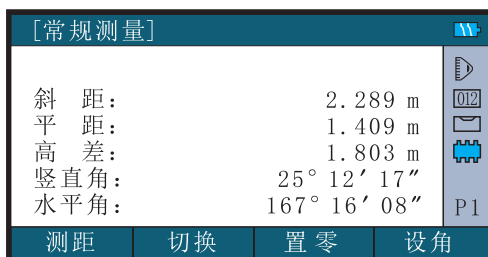 [常规测量]
斜 距: 2.289 m
平 距: 1.409 m
高 差: 1.803 m
竖直角: 25° 12′ 17″
水平角: 167° 16′ 08″
012
P1
测距 切换 置零 设角